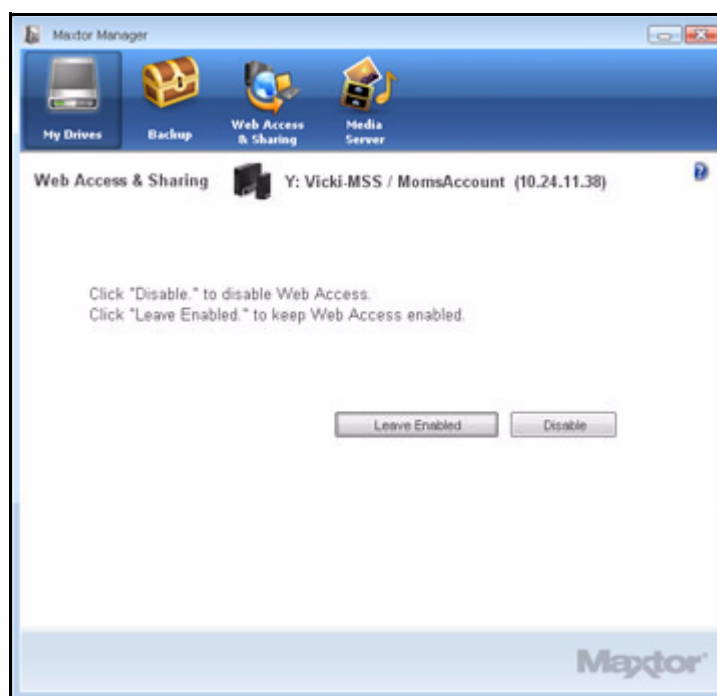 Maxtor Manager
My Drives
Backup
Web Access
& Sharing
Media
Server
Web Access & Sharing
Y: Vicki-MSS / MomsAccount (10.24.11.38)
Click "Disable." to disable Web Access.
Click "Leave Enabled." to keep Web Access enabled.
Leave Enabled
Disable
Maxtor